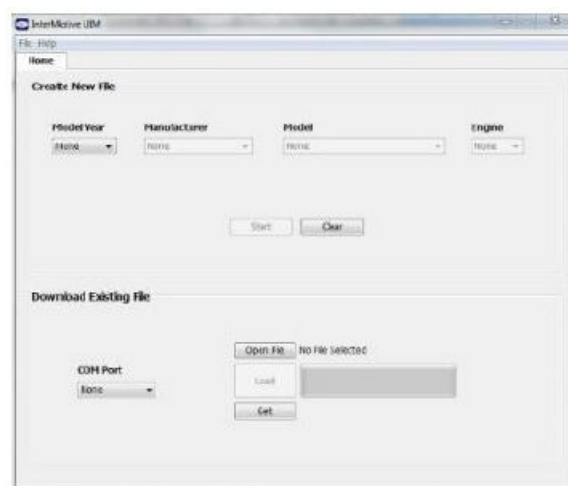 InterMotive UIM
File Help
Home
Create New File
Model Year Manufacturer Model Engine
None None None None
Start Clear
Download Existing File
Open File No File Selected
COM Port
Load
None
Get